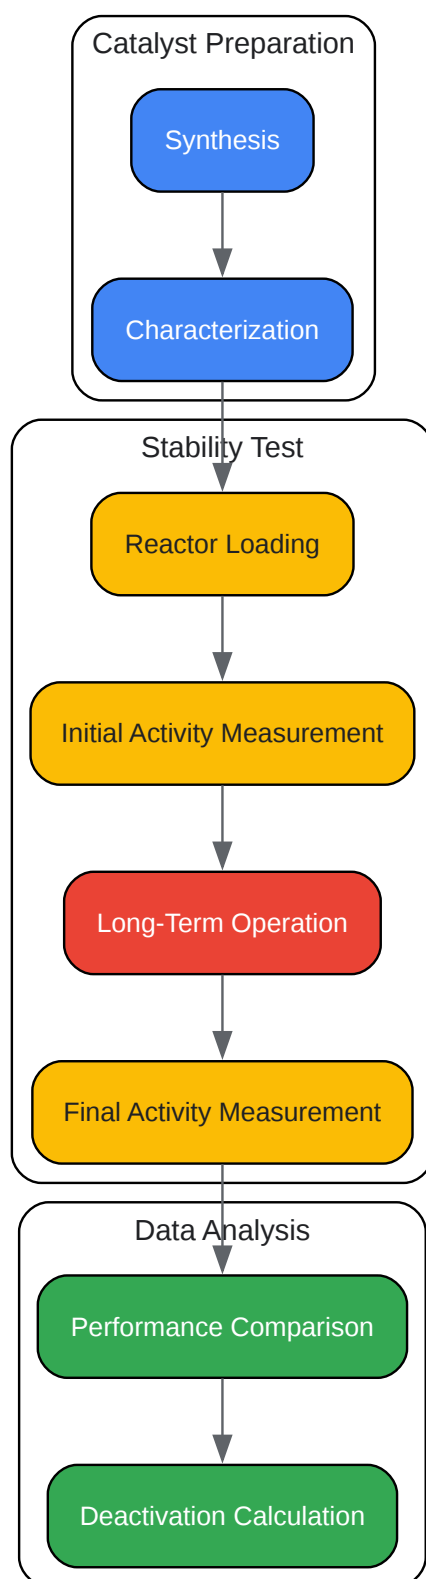 Catalyst Preparation
Synthesis
Characterization
Stability Test
Reactor Loading
Initial Activity Measurement
Long-Term Operation
Final Activity Measurement
Data Analysis
Performance Comparison
Deactivation Calculation